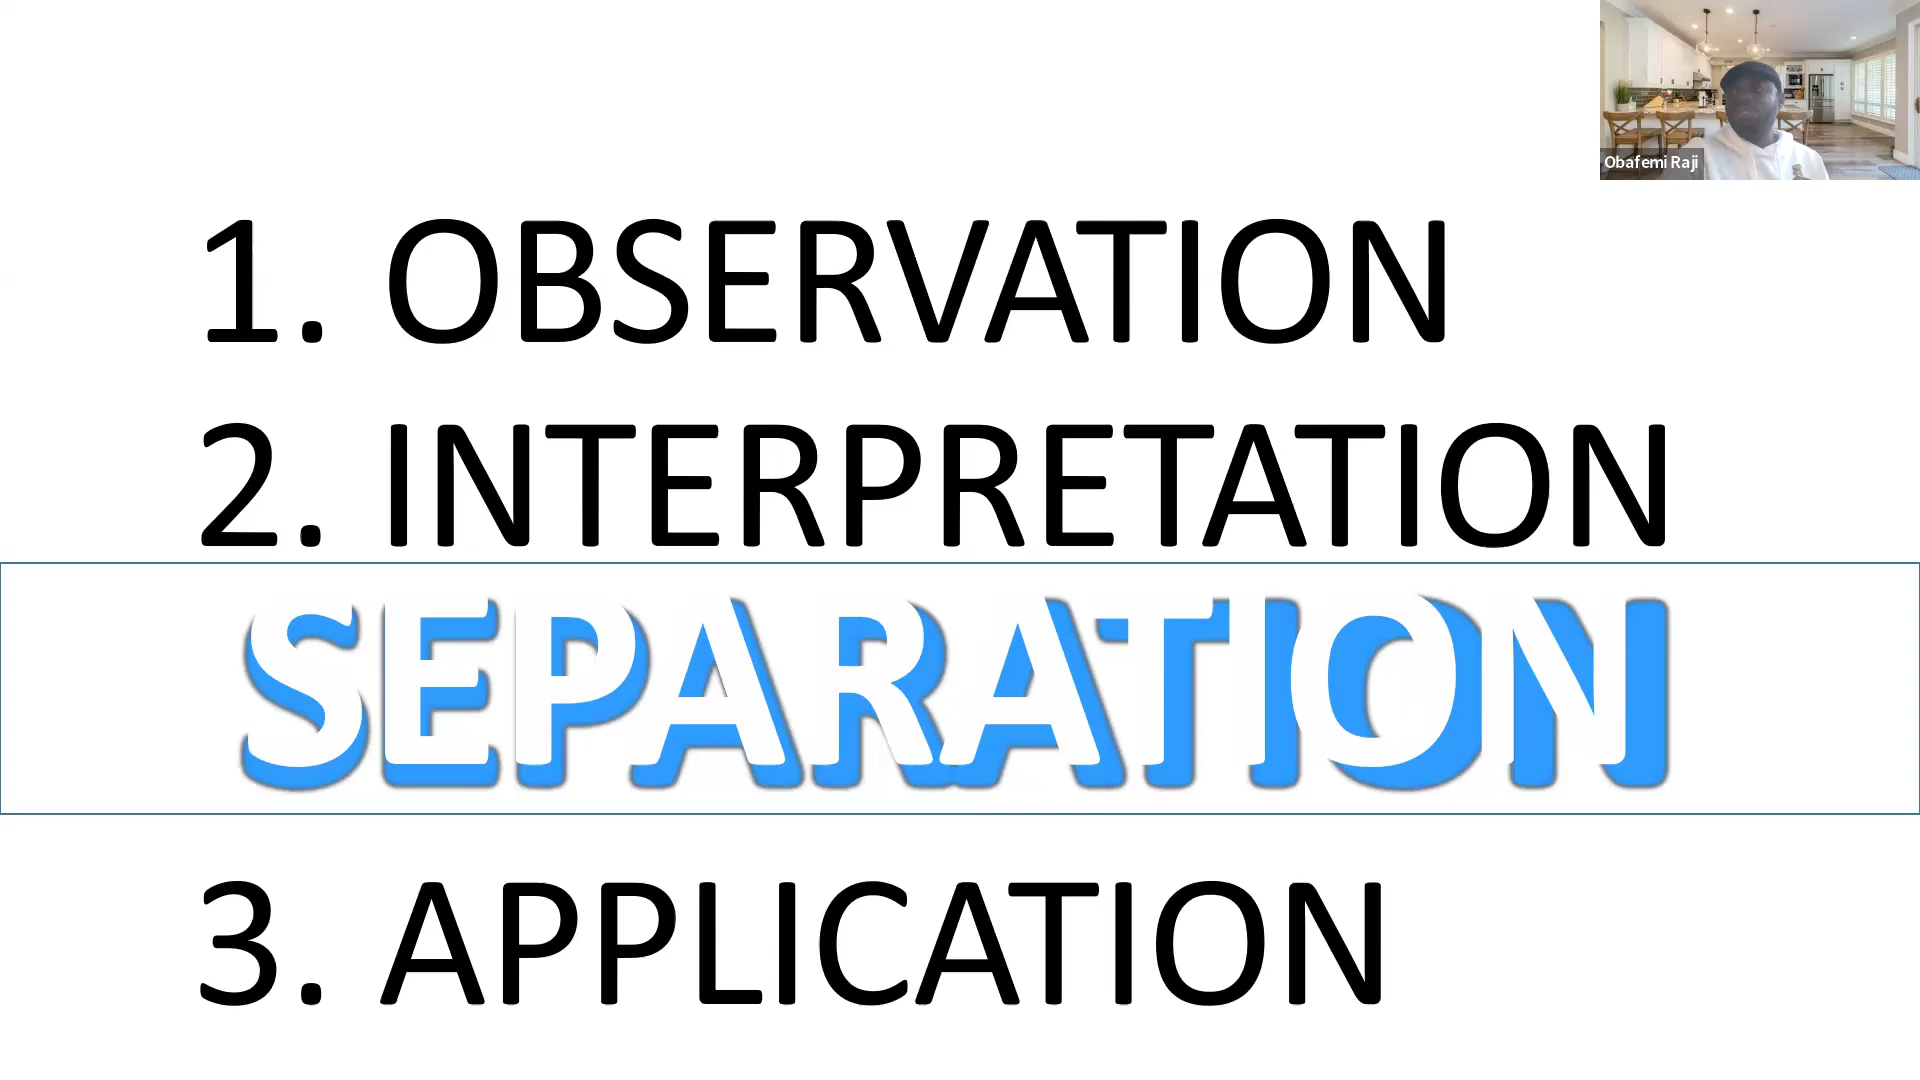 Obafemi Raji
1. OBSERVATION
2. INTERPRETATION
SEPARATION
3. APPLICATION